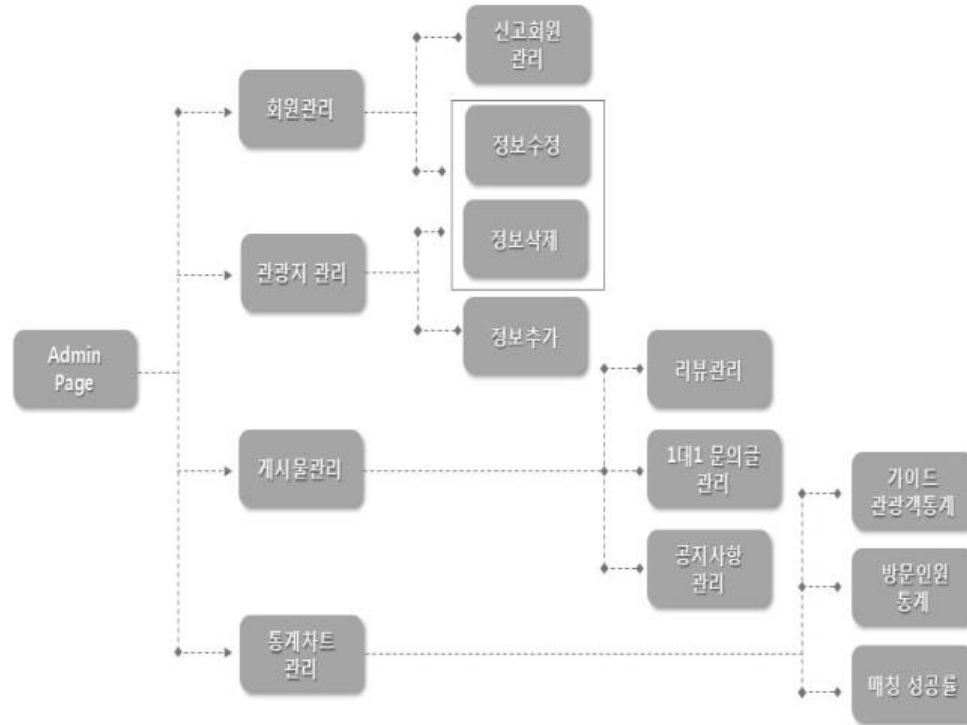 신고회원
관리
회원관리
정보수정
정보삭제
관광지 관리
정보추가
Admin
Page
리뷰관리
게시물관리
1대1 문의글
관리
공지사항
관리
가이드
관광객통계
방문인원
통계
통계차트
관리
매칭 성공률